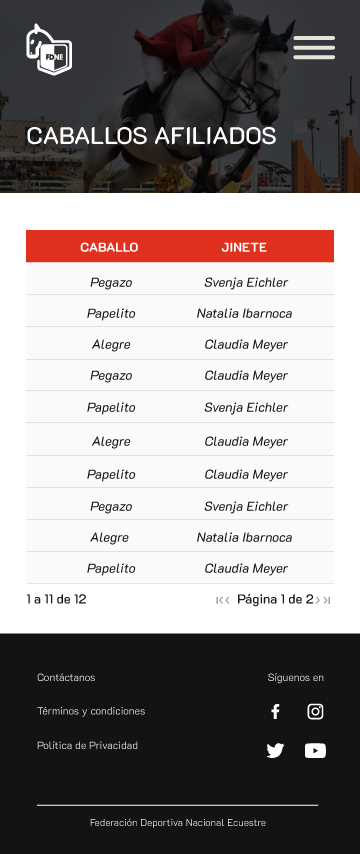 FDNE
CABALLOS AFILIADOS
CABALLO JINETE
Pegazo Svenja Eichler
Papelito Natalia Ibarnoca
Alegre Claudia Meyer
Pegazo Claudia Meyer
Papelito Svenja Eichler
Alegre Claudia Meyer
Papelito Claudia Meyer
Pegazo Svenja Eichler
Alegre Natalia Ibarnoca
Papelito Claudia Meyer
1 a 11 de 12 Página 1 de 2
Contáctanos Síguenos en
Términos y condiciones
Política de Privacidad
Federación Deportiva Nacional Ecuestre